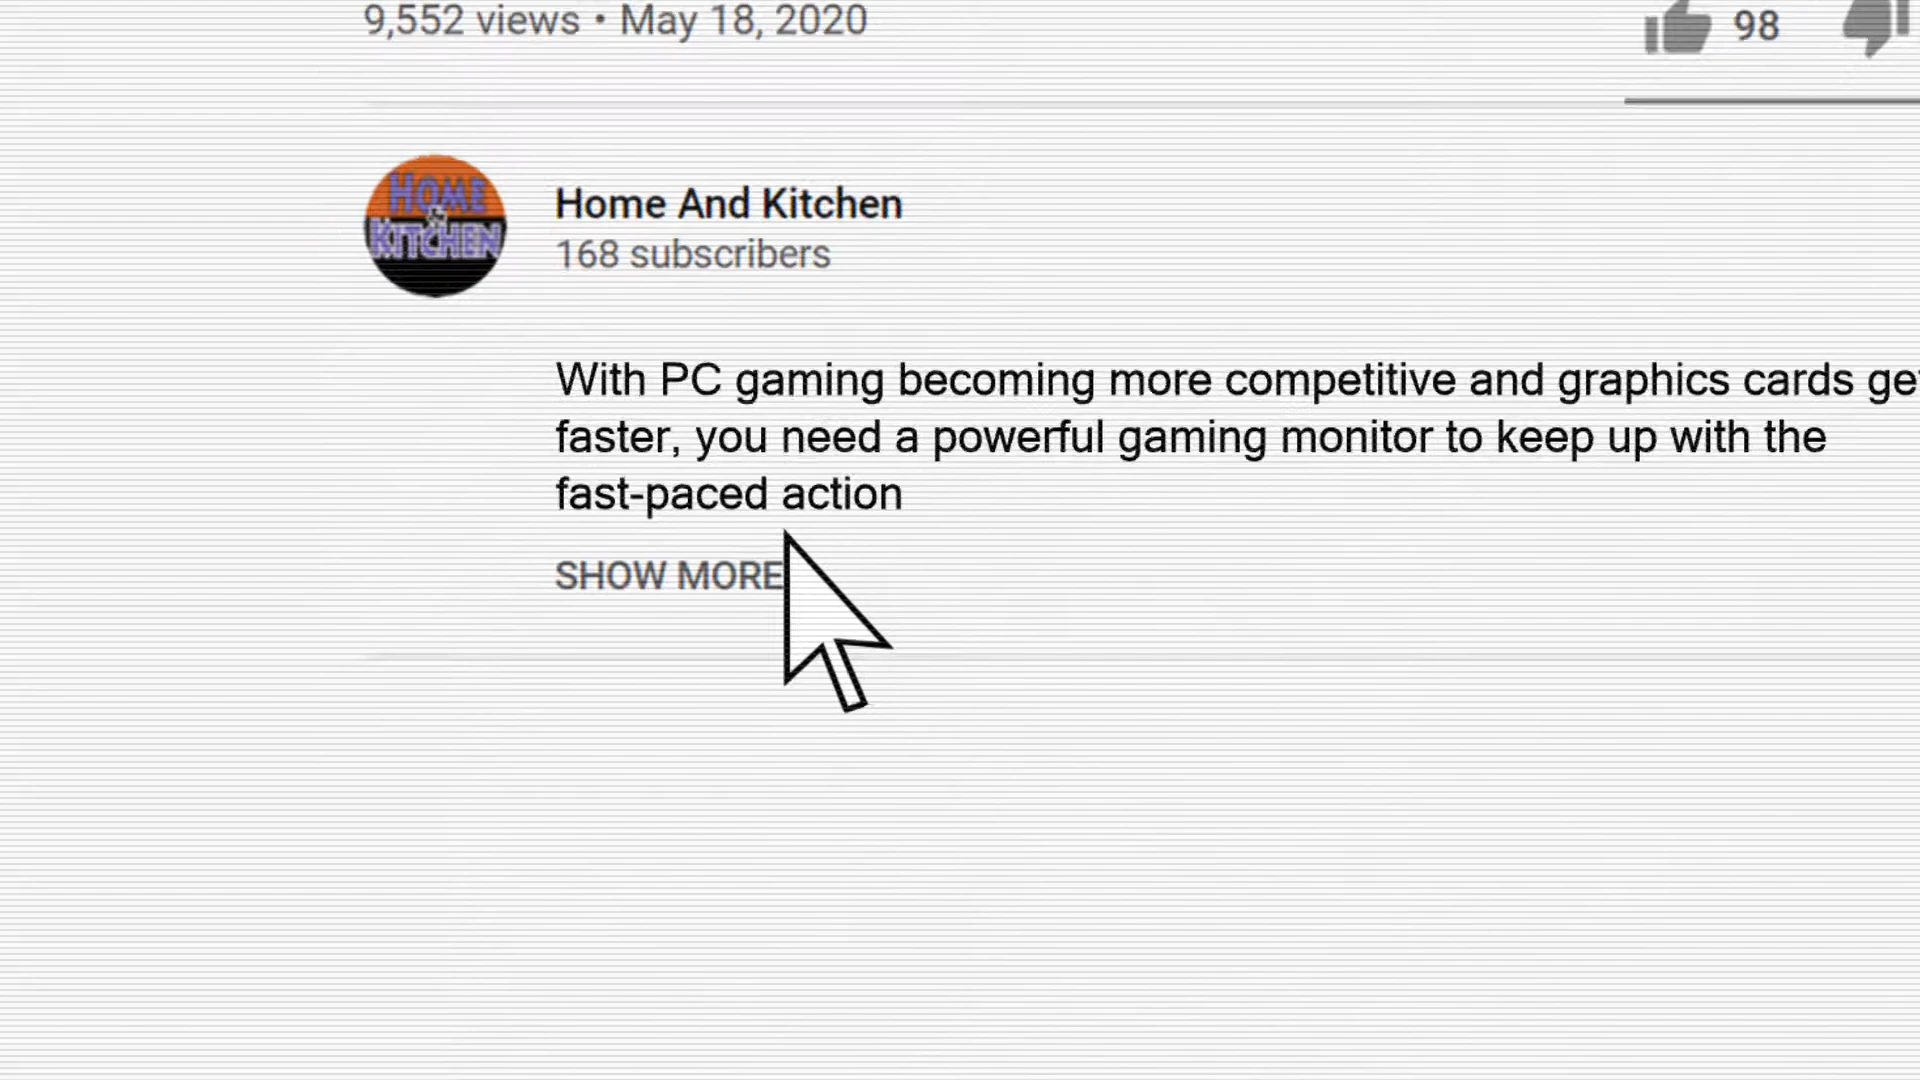 9,552 views • May 18, 2020
98
HOME
&
KITCHEN
Home And Kitchen
168 subscribers
With PC gaming becoming more competitive and graphics cards
faster, you need a powerful gaming monitor to keep up with the
fast-paced action
SHOW MORE